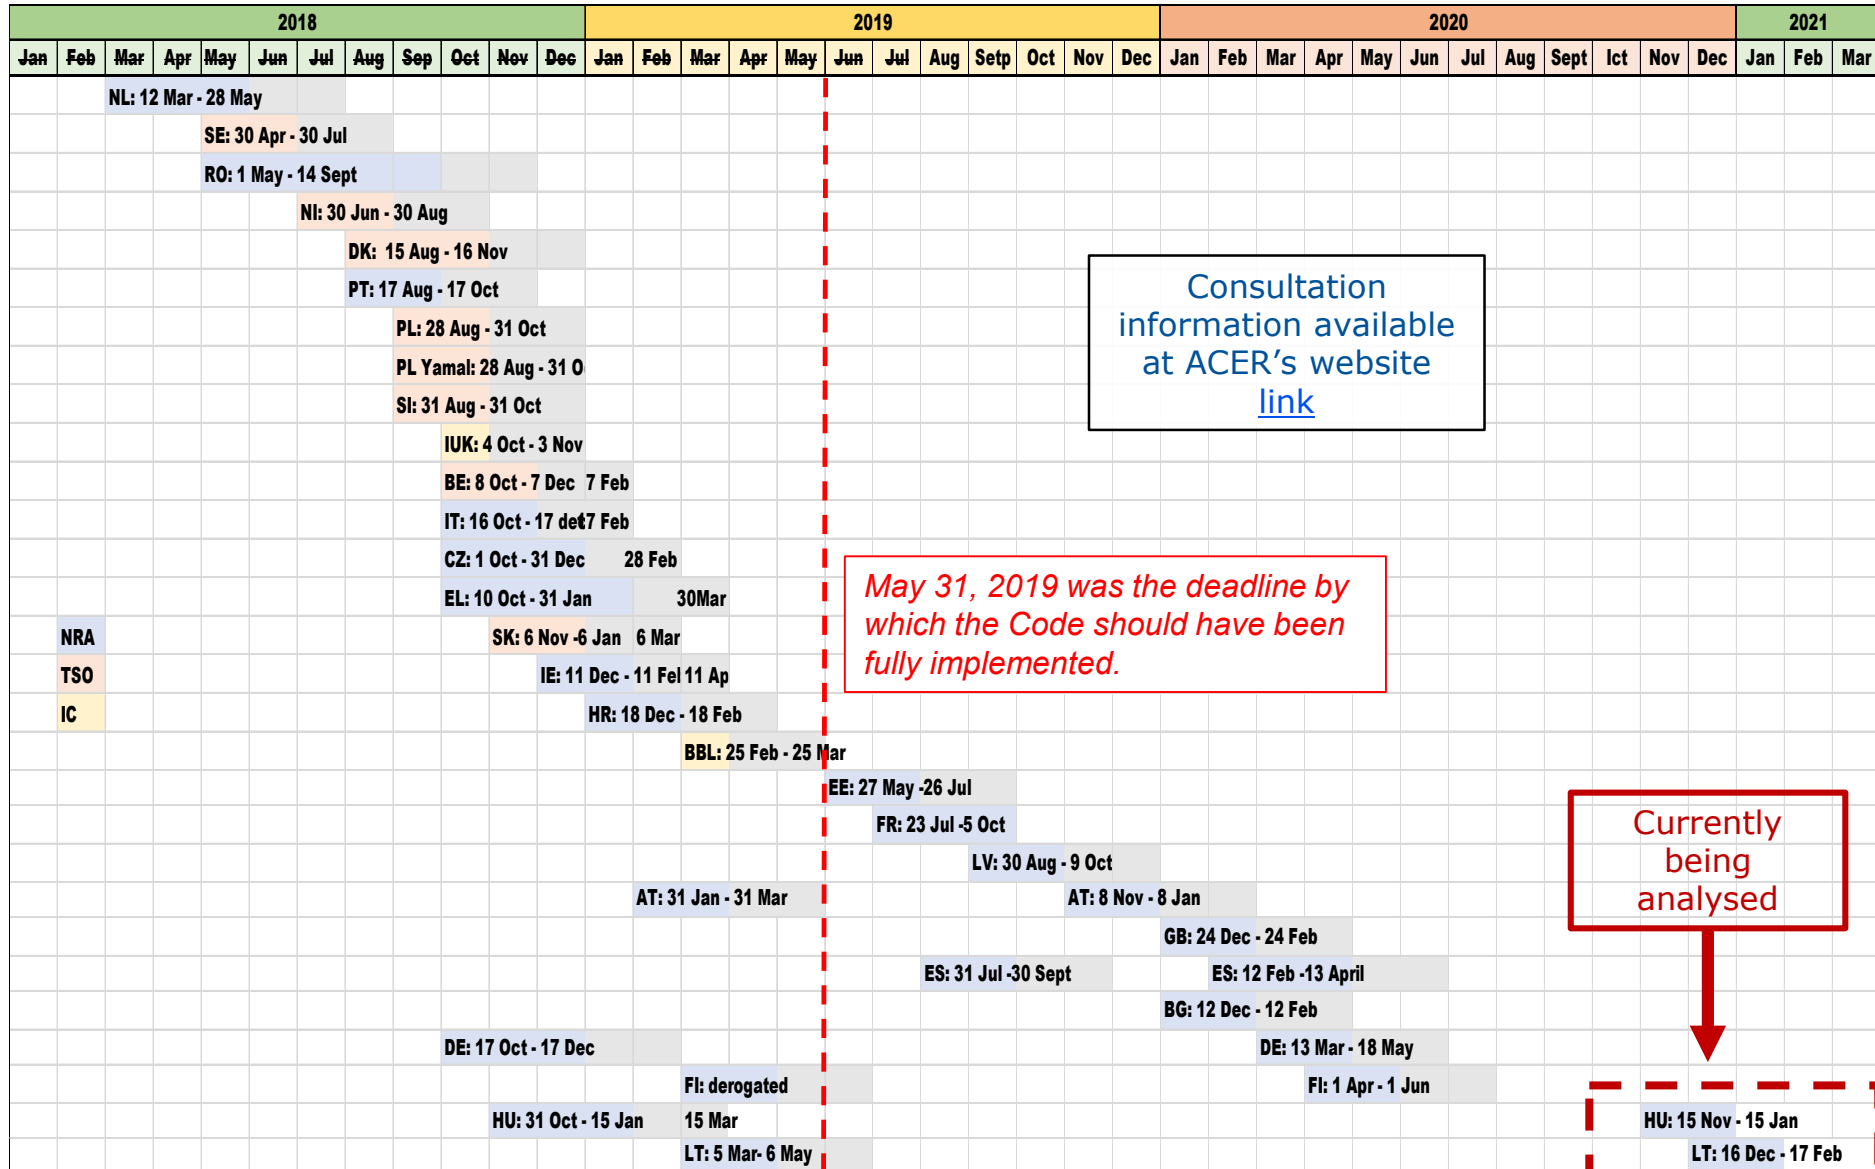 2018 2019 2020 2021
Jan Feb Mar Apr May Jun Jul Aug Sep Oct Nov Dec Jan Feb Mar Apr May Jun Jul Aug Setp Oct Nov Dec Jan Feb Mar Apr May Jun Jul Aug Sept Ict Nov Dec Jan Feb Mar
NL: 12 Mar - 28 May
SE: 30 Apr - 30 Jul
RO: 1 May - 14 Sept
NI: 30 Jun - 30 Aug
DK: 15 Aug - 16 Nov
PT: 17 Aug - 17 Oct
PL: 28 Aug - 31 Oct
PL Yamal: 28 Aug - 31 O
SI: 31 Aug - 31 Oct
IUK: 4 Oct - 3 Nov
BE: 8 Oct - 7 Dec 7 Feb
IT: 16 Oct - 17 det 7 Feb
CZ: 1 Oct - 31 Dec 28 Feb
EL: 10 Oct - 31 Jan 30Mar
NRA SK: 6 Nov -6 Jan 6 Mar
TSO IE: 11 Dec - 11 Fel 11 Ap
IC HR: 18 Dec - 18 Feb
BBL: 25 Feb - 25 Mar
EE: 27 May -26 Jul
FR: 23 Jul -5 Oct
LV: 30 Aug - 9 Oct
AT: 31 Jan - 31 Mar AT: 8 Nov - 8 Jan
GB: 24 Dec - 24 Feb
ES: 31 Jul -30 Sept ES: 12 Feb -13 April
BG: 12 Dec - 12 Feb
DE: 17 Oct - 17 Dec DE: 13 Mar - 18 May
FI: derogated FI: 1 Apr - 1 Jun
HU: 31 Oct - 15 Jan 15 Mar HU: 15 Nov - 15 Jan
LT: 5 Mar- 6 May LT: 16 Dec - 17 Feb
Consultation
information available
at ACER’s website
link
May 31, 2019 was the deadline by
which the Code should have been
fully implemented.
Currently
being
analysed